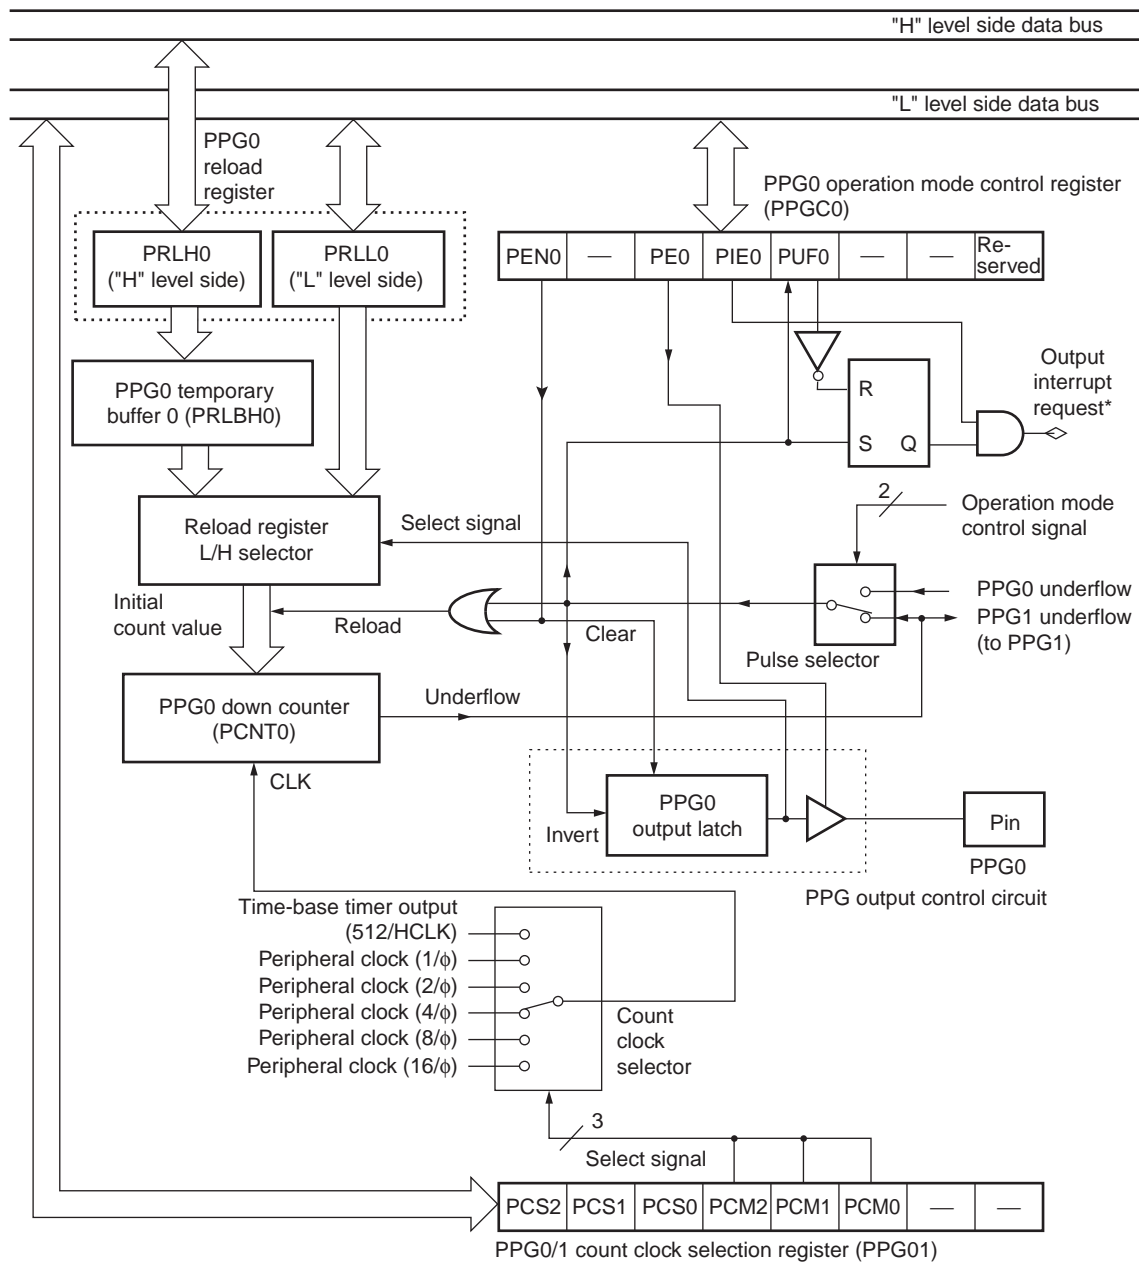 "H" level side data bus
"L" level side data bus
PPG0
reload
register
PPG0 operation mode control register
(PPGC0)
PRLH0
("H" level side)
PRLL0
("L" level side)
PEN0
—
PE0
PIE0
PUF0
—
—
Re-
served
PPG0 temporary
buffer 0 (PRLBH0)
R
S
Q
Output
interrupt
request*
Reload register
L/H selector
Select signal
2
Operation mode
control signal
Initial
count value
Reload
Clear
PPG0 underflow
PPG1 underflow
(to PPG1)
Pulse selector
PPG0 down counter
(PCNT0)
Underflow
CLK
PPG0
output latch
Invert
Pin
PPG0
PPG output control circuit
Time-base timer output
(512/HCLK)
Peripheral clock (1/ϕ)
Peripheral clock (2/ϕ)
Peripheral clock (4/ϕ)
Peripheral clock (8/ϕ)
Peripheral clock (16/ϕ)
Count
clock
selector
3
Select signal
PCS2
PCS1
PCS0
PCM2
PCM1
PCM0
—
—
PPG0/1 count clock selection register (PPG01)